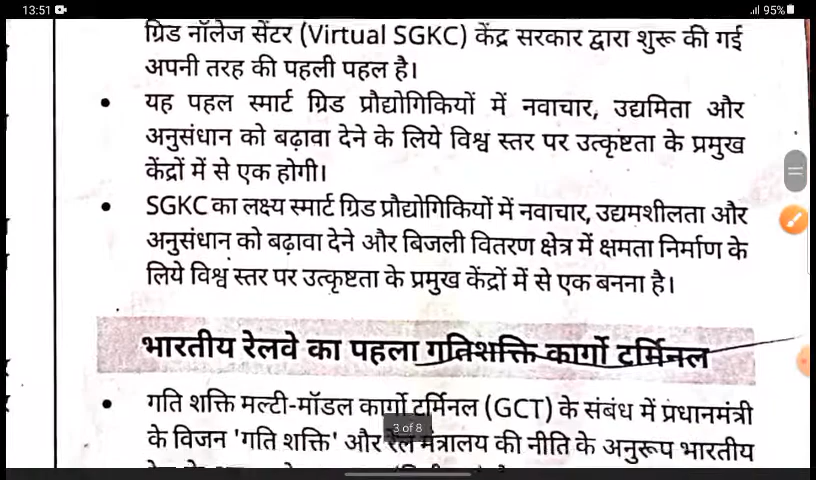 13:51
95%
ग्रिड नॉलेज सेंटर (Virtual SGKC) केंद्र सरकार द्वारा शुरू की गई
अपनी तरह की पहली पहल है।
• यह पहल स्मार्ट ग्रिड प्रौद्योगिकियों में नवाचार, उद्यमिता और
अनुसंधान को बढ़ावा देने के लिये विश्व स्तर पर उत्कृष्टता के प्रमुख
केंद्रों में से एक होगी।
• SGKC का लक्ष्य स्मार्ट ग्रिड प्रौद्योगिकियों में नवाचार, उद्यमशीलता और
अनुसंधान को बढ़ावा देने और बिजली वितरण क्षेत्र में क्षमता निर्माण के
लिये विश्व स्तर पर उत्कृष्टता के प्रमुख केंद्रों में से एक बनना है।
भारतीय रेलवे का पहला गतिशक्ति कार्गो टर्मिनल
• गति शक्ति मल्टी-मॉडल कार्गो टर्मिनल (GCT) के संबंध में प्रधानमंत्री
3 of 8
के विजन 'गति शक्ति' और रेल मंत्रालय की नीति के अनुरूप भारतीय